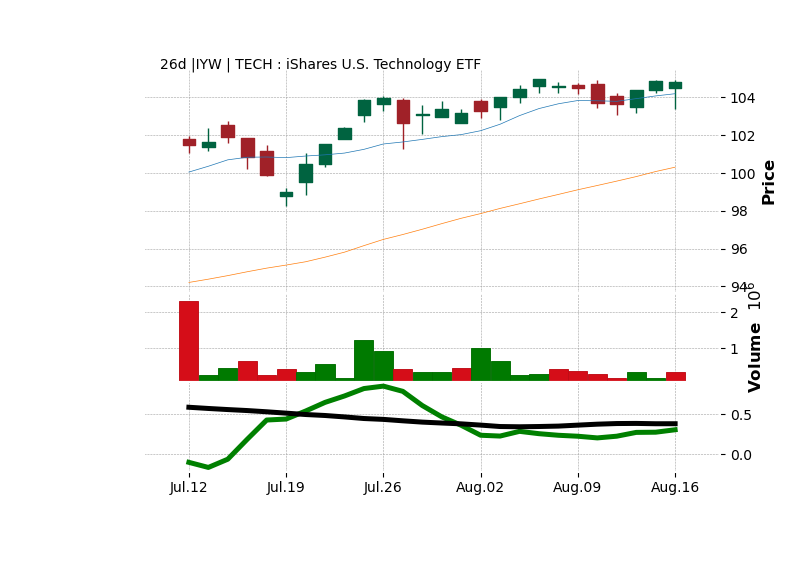 26d |IYW | TECH : iShares U.S. Technology ETF
104
102
100
98
96
94
Price
10⁶
2
1
Volume
0.5
0.0
Jul.12
Jul.19
Jul.26
Aug.02
Aug.09
Aug.16